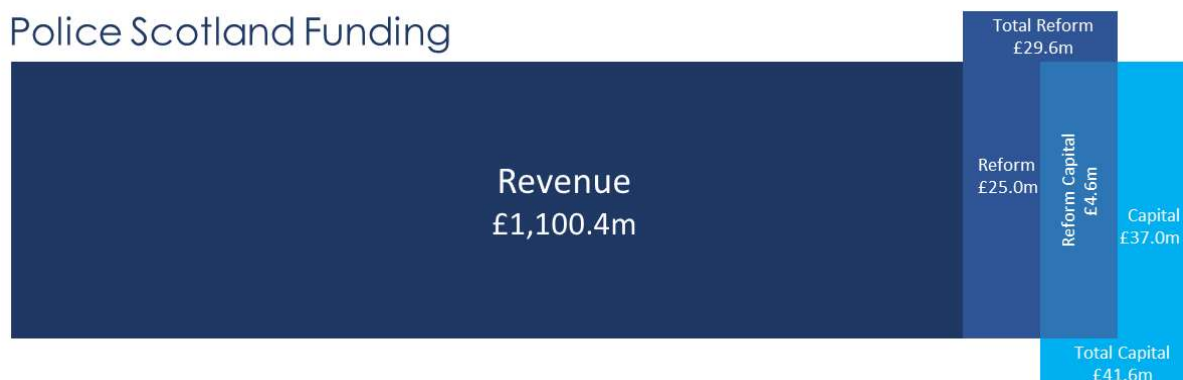 Police Scotland Funding
Total Reform
£29.6m
Revenue
£1,100.4m
Reform
£25.0m
Reform Capital
£4.6m
Capital
£37.0m
Total Capital
£41.6m